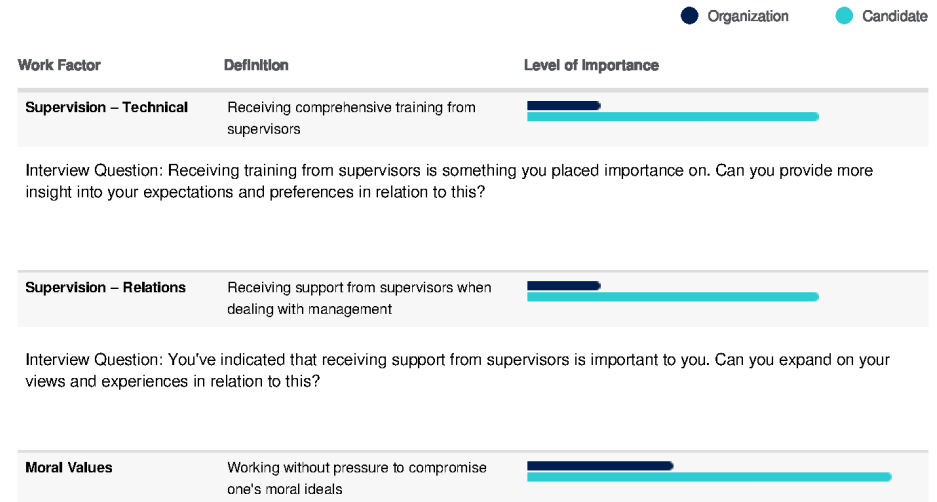 Organization Candidate
Work Factor Definition Level of Importance
Supervision – Technical Receiving comprehensive training from
supervisors
Interview Question: Receiving training from supervisors is something you placed importance on. Can you provide more
insight into your expectations and preferences in relation to this?
Supervision – Relations Receiving support from supervisors when
dealing with management
Interview Question: You've indicated that receiving support from supervisors is important to you. Can you expand on your
views and experiences in relation to this?
Moral Values Working without pressure to compromise
one's moral ideals